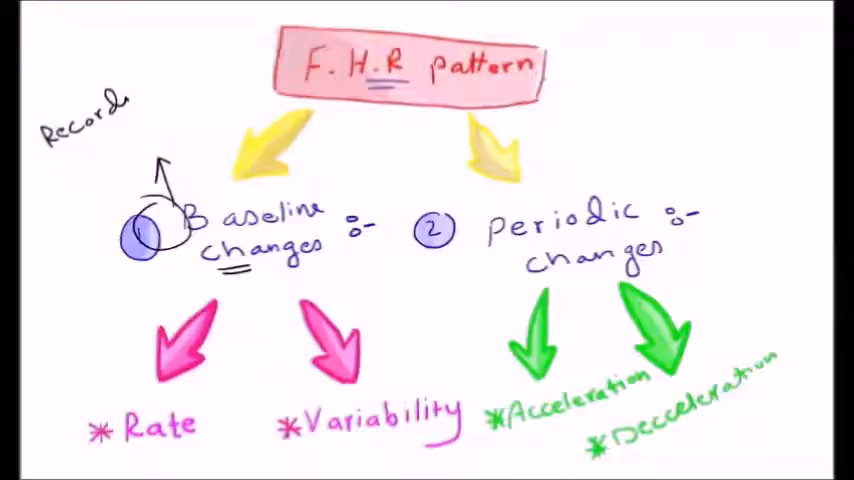 F.H.R pattern
Records
1 Baseline changes :-
2 Periodic changes :-
*Rate
*Variability
*Acceleration
*Decceleration